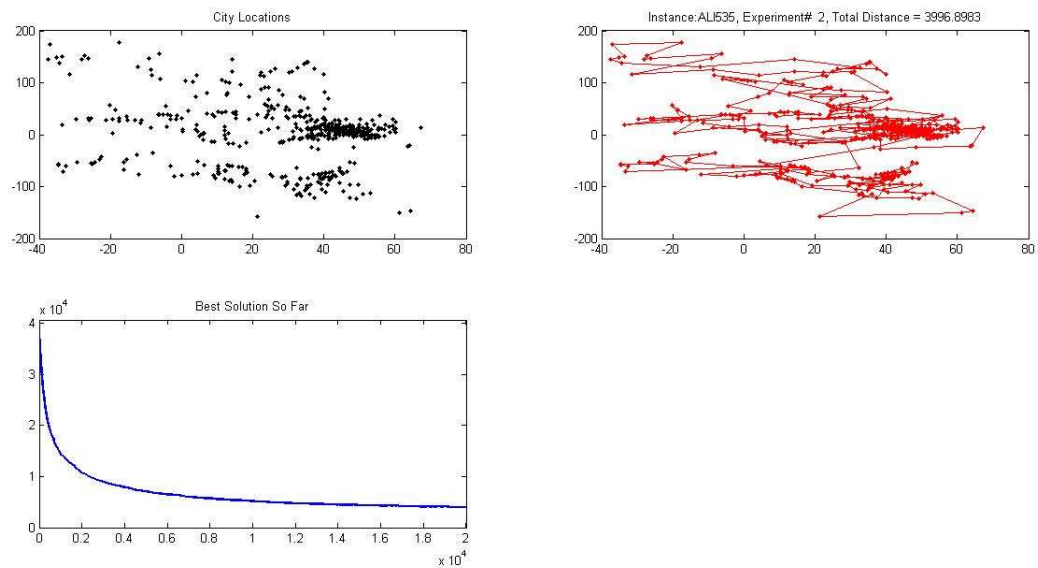 City Locations
200
100
0
-100
-200
-40 -20 0 20 40 60 80
Instance:ALI535, Experiment# 2, Total Distance = 3996.8983
200
100
0
-100
-200
-40 -20 0 20 40 60 80
Best Solution So Far
x 10^4
4
3
2
1
0
0 0.2 0.4 0.6 0.8 1 1.2 1.4 1.6 1.8 2
x 10^4